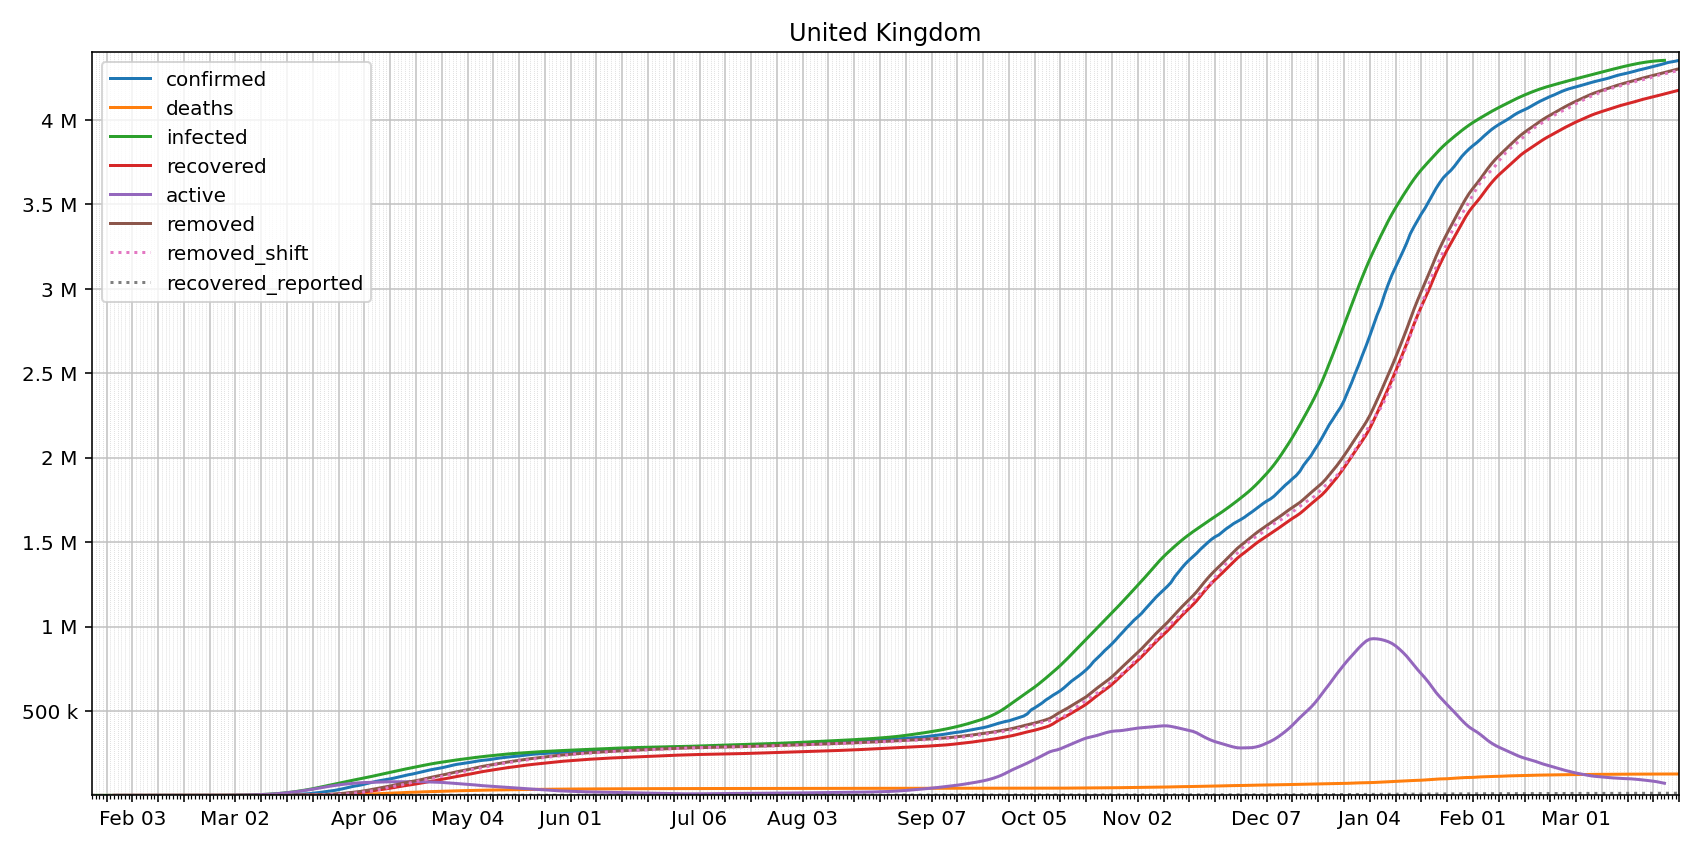 United Kingdom
confirmed
deaths
infected
recovered
active
removed
removed_shift
recovered_reported
4 M
3.5 M
3 M
2.5 M
2 M
1.5 M
1 M
500 k
Feb 03 Mar 02 Apr 06 May 04 Jun 01 Jul 06 Aug 03 Sep 07 Oct 05 Nov 02 Dec 07 Jan 04 Feb 01 Mar 01